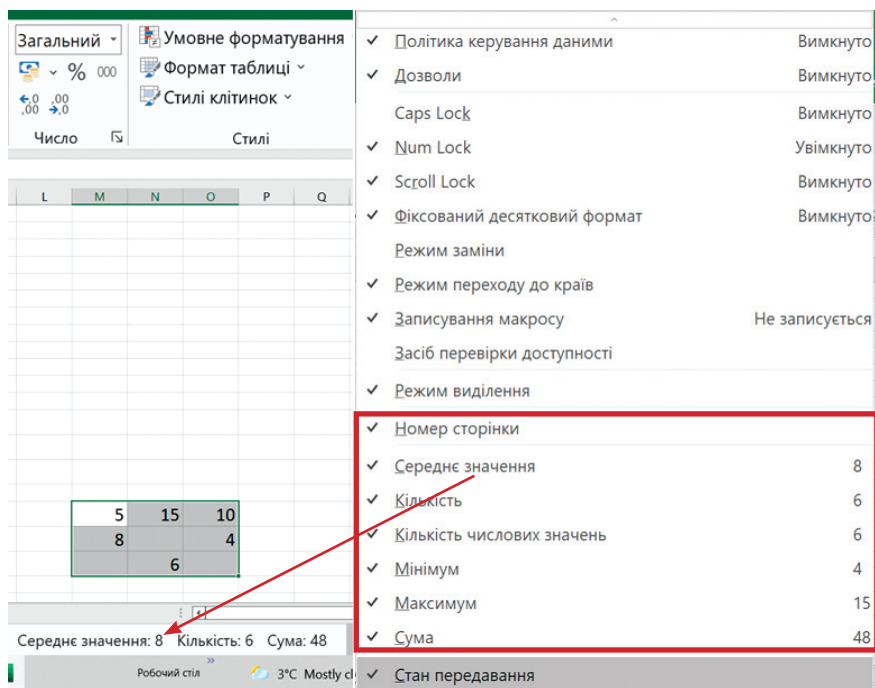 Загальний
Умовне форматування
% 000
Формат таблиці
,00
,00 ,0
Стилі клітинок
Число
Стилі
L M N O P Q
5 15 10
8 4
6
Середнє значення: 8 Кількість: 6 Сума: 48
Робочий стіл
3°C Mostly cl
Політика керування даними Вимкнуто
Дозволи Вимкнуто
Caps Lock Вимкнуто
Num Lock Увімкнуто
Scroll Lock Вимкнуто
Фіксований десятковий формат Вимкнуто
Режим заміни
Режим переходу до країв
Записування макросу Не записується
Засіб перевірки доступності
Режим виділення
Номер сторінки
Середнє значення 8
Кількість 6
Кількість числових значень 6
Мінімум 4
Максимум 15
Сума 48
Стан передавання